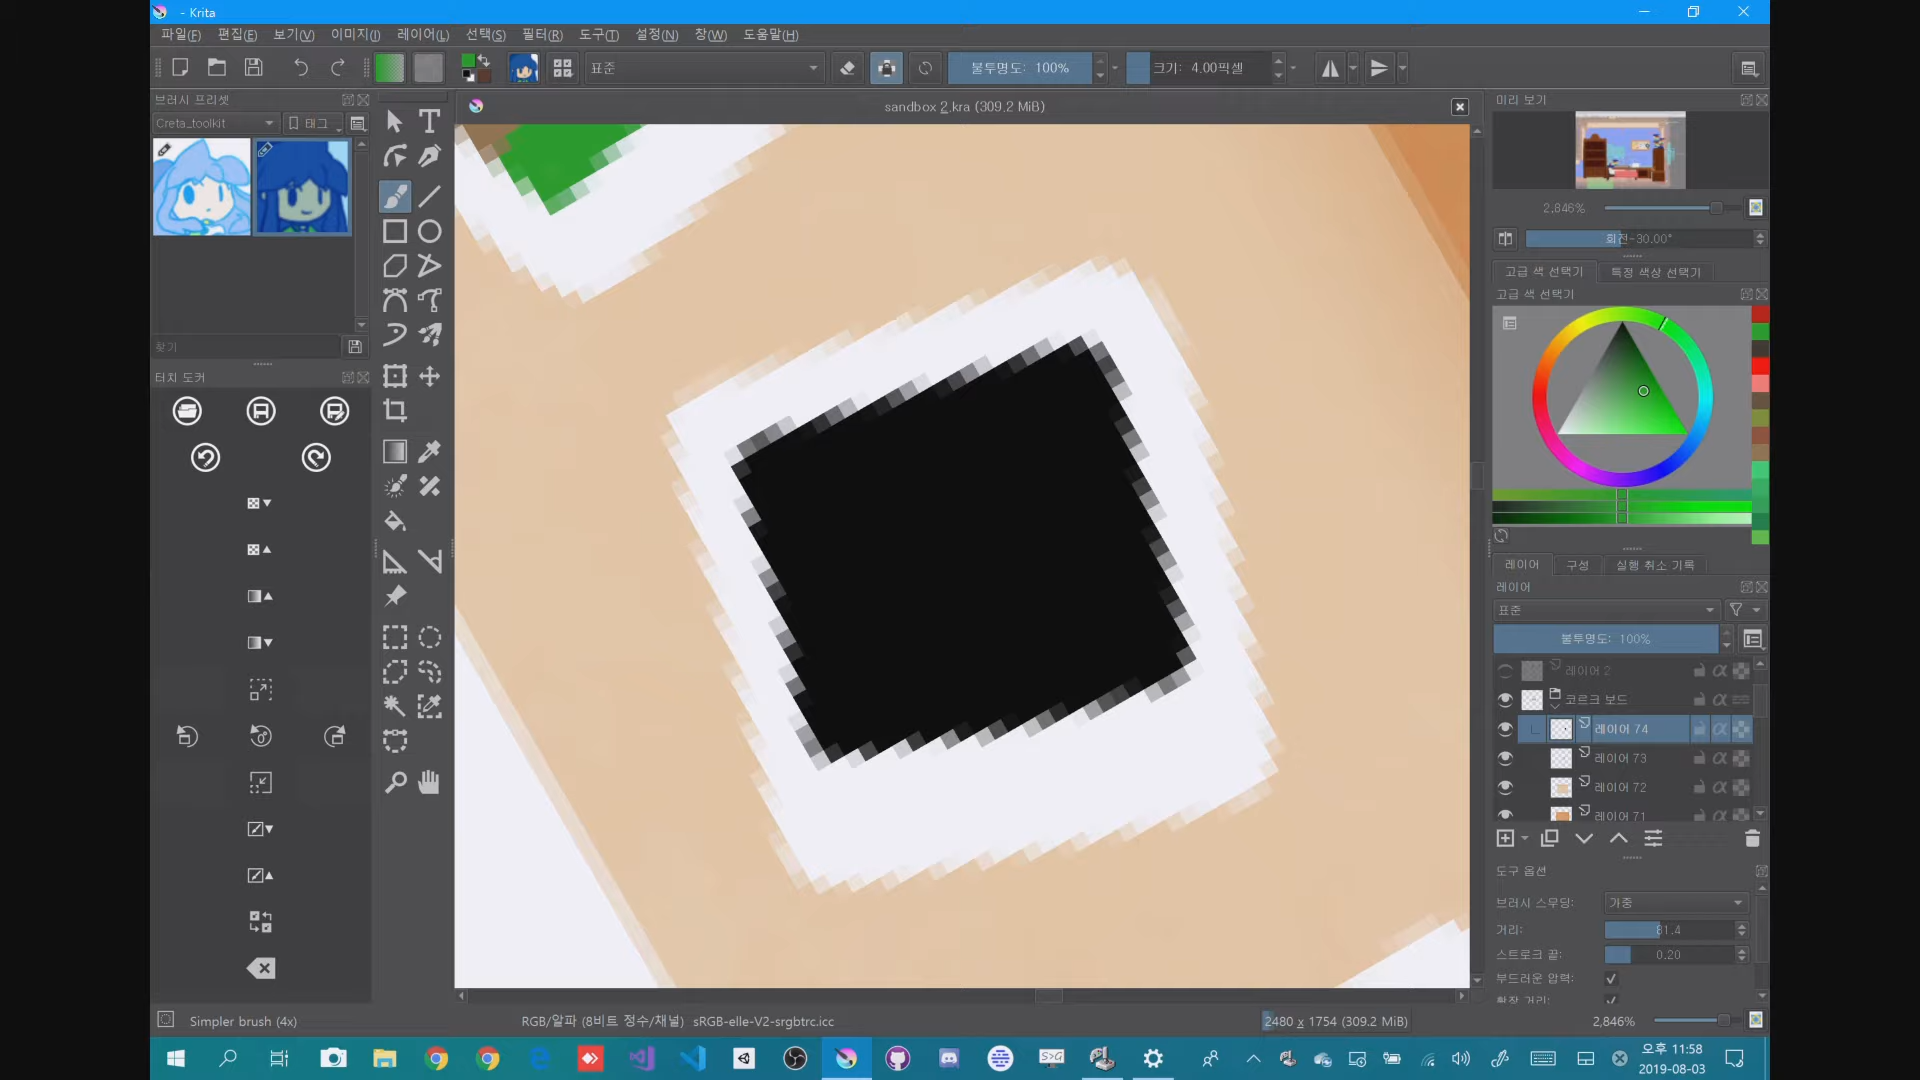 - Krita
파일(F) 편집(E) 보기(V) 이미지(I) 레이어(L) 선택(S) 필터(R) 도구(T) 설정(N) 창(W) 도움말(H)
표준
불투명도: 100%
크기: 4.00픽셀
브러시 프리셋
Creta_toolkit
태그
찾기
터치 도커
sandbox 2.kra (309.2 MiB)
미리 보기
2,846%
회전-30.00°
고급 색 선택기 특정 색상 선택기
고급 색 선택기
레이어 구성 실행 취소 기록
레이어
표준
불투명도: 100%
레이어 2
코르크 보드
레이어 74
레이어 73
레이어 72
레이어 71
도구 옵션
브러시 스무딩: 가중
거리: 81.4
스트로크 끝: 0.20
부드러운 압력:
확장 거리:
Simpler brush (4x)
RGB/알파 (8비트 정수/채널) sRGB-elle-V2-srgbtrc.icc
2480 x 1754 (309.2 MiB)
2,846%
S>G
오후 11:58
2019-08-03